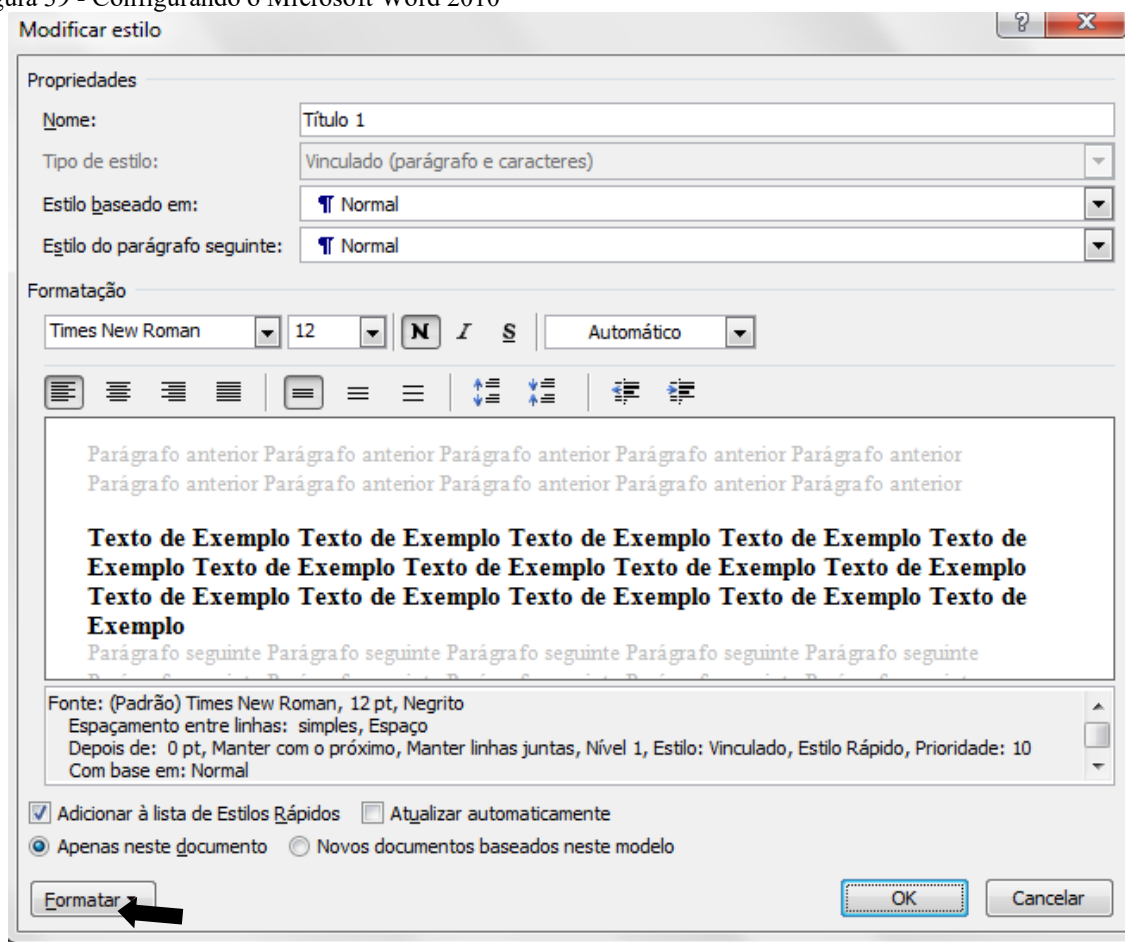 gura 39 - Configurando o Microsoft Word 2010
Modificar estilo
Propriedades
Nome: Título 1
Tipo de estilo: Vinculado (parágrafo e caracteres)
Estilo baseado em: ¶ Normal
Estilo do parágrafo seguinte: ¶ Normal
Formatação
Times New Roman 12 N I S Automático
Parágrafo anterior Parágrafo anterior Parágrafo anterior Parágrafo anterior Parágrafo anterior
Parágrafo anterior Parágrafo anterior Parágrafo anterior Parágrafo anterior Parágrafo anterior
Texto de Exemplo Texto de Exemplo Texto de Exemplo Texto de Exemplo Texto de
Exemplo Texto de Exemplo Texto de Exemplo Texto de Exemplo Texto de Exemplo
Texto de Exemplo Texto de Exemplo Texto de Exemplo Texto de Exemplo Texto de
Exemplo
Parágrafo seguinte Parágrafo seguinte Parágrafo seguinte Parágrafo seguinte Parágrafo seguinte
Fonte: (Padrão) Times New Roman, 12 pt, Negrito
Espaçamento entre linhas: simples, Espaço
Depois de: 0 pt, Manter com o próximo, Manter linhas juntas, Nível 1, Estilo: Vinculado, Estilo Rápido, Prioridade: 10
Com base em: Normal
Adicionar à lista de Estilos Rápidos Atualizar automaticamente
Apenas neste documento Novos documentos baseados neste modelo
Formatar OK Cancelar